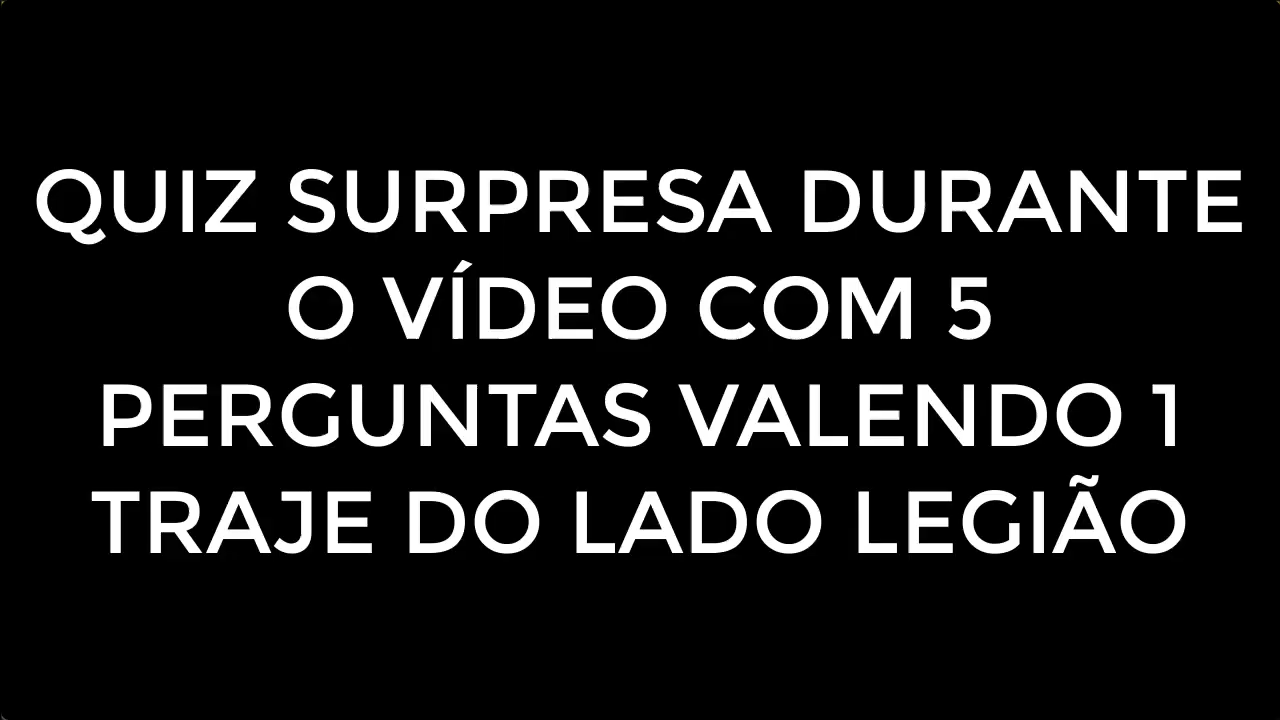 QUIZ SURPRESA DURANTE
O VÍDEO COM 5
PERGUNTAS VALENDO 1
TRAJE DO LADO LEGIÃO